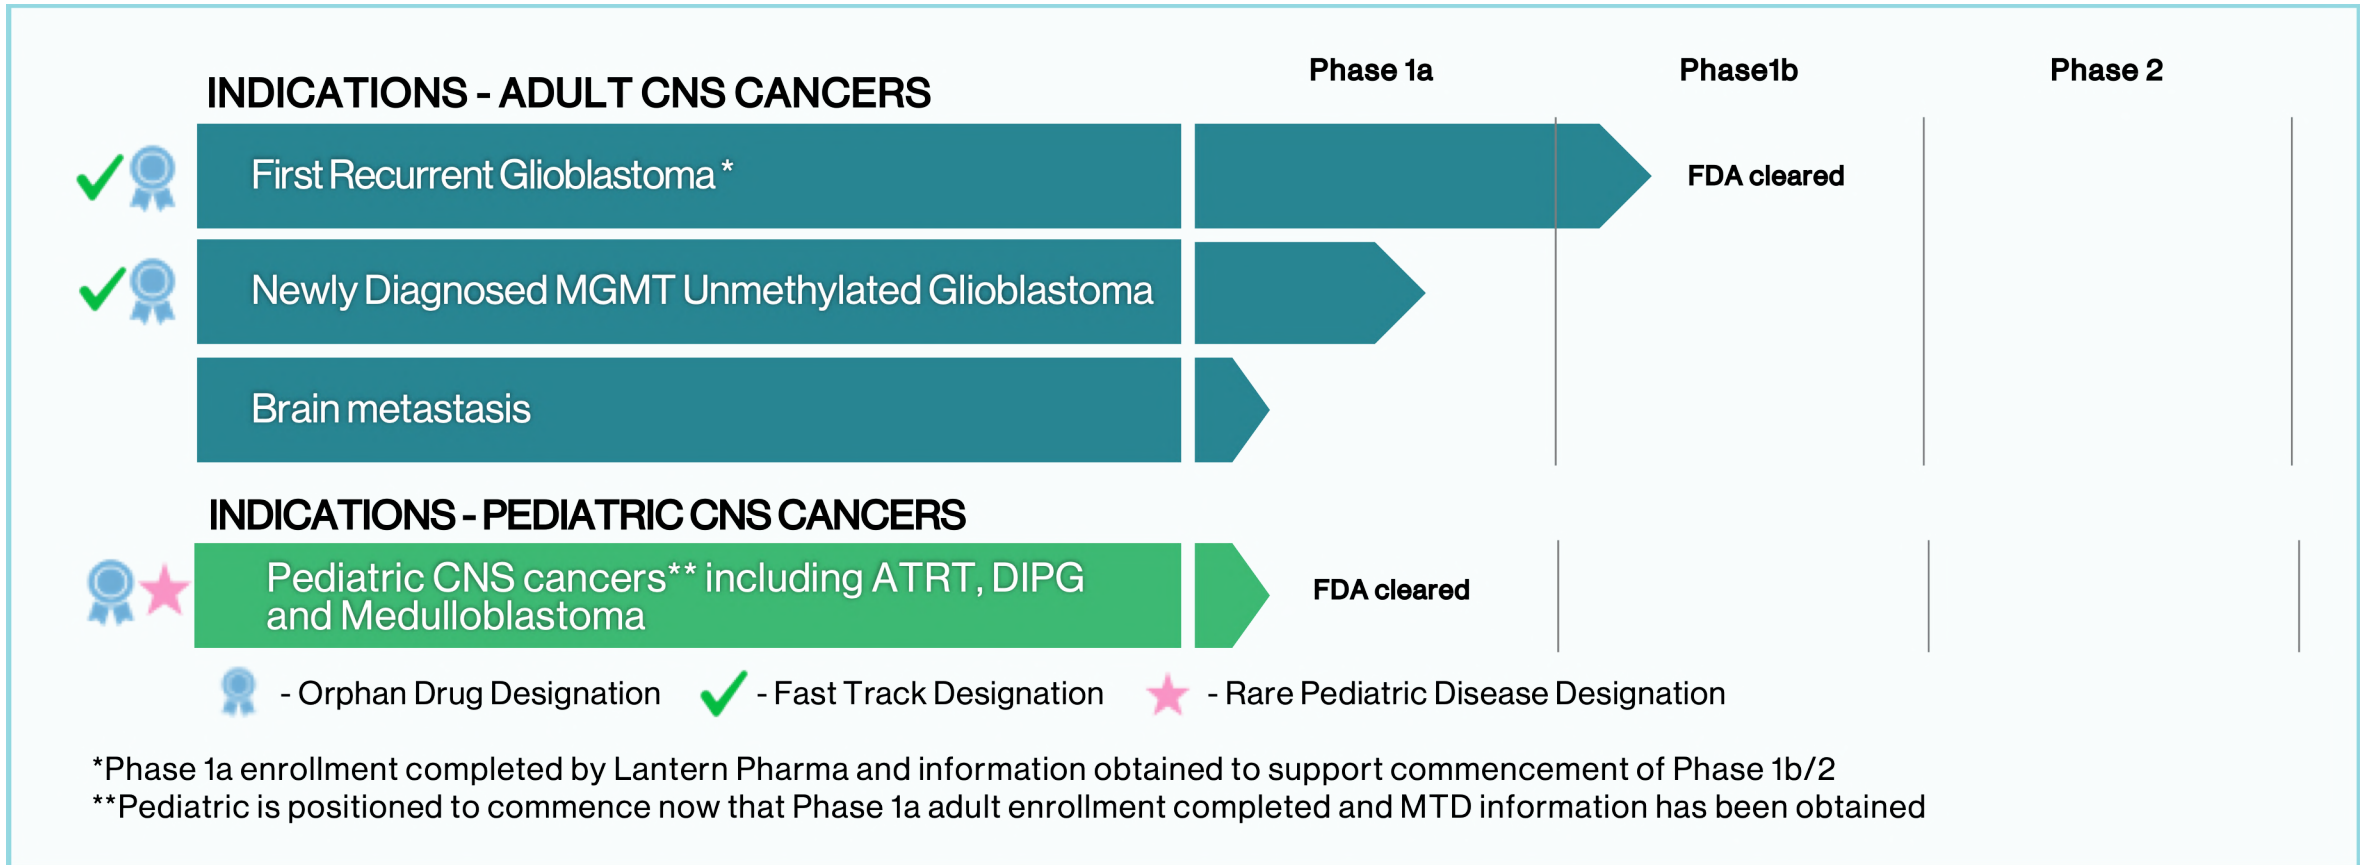 Phase 1a Phase1b Phase 2
INDICATIONS - ADULT CNS CANCERS
First Recurrent Glioblastoma *
FDA cleared
Newly Diagnosed MGMT Unmethylated Glioblastoma
Brain metastasis
INDICATIONS - PEDIATRIC CNS CANCERS
Pediatric CNS cancers** including ATRT, DIPG
and Medulloblastoma
FDA cleared
- Orphan Drug Designation - Fast Track Designation - Rare Pediatric Disease Designation
*Phase 1a enrollment completed by Lantern Pharma and information obtained to support commencement of Phase 1b/2
**Pediatric is positioned to commence now that Phase 1a adult enrollment completed and MTD information has been obtained